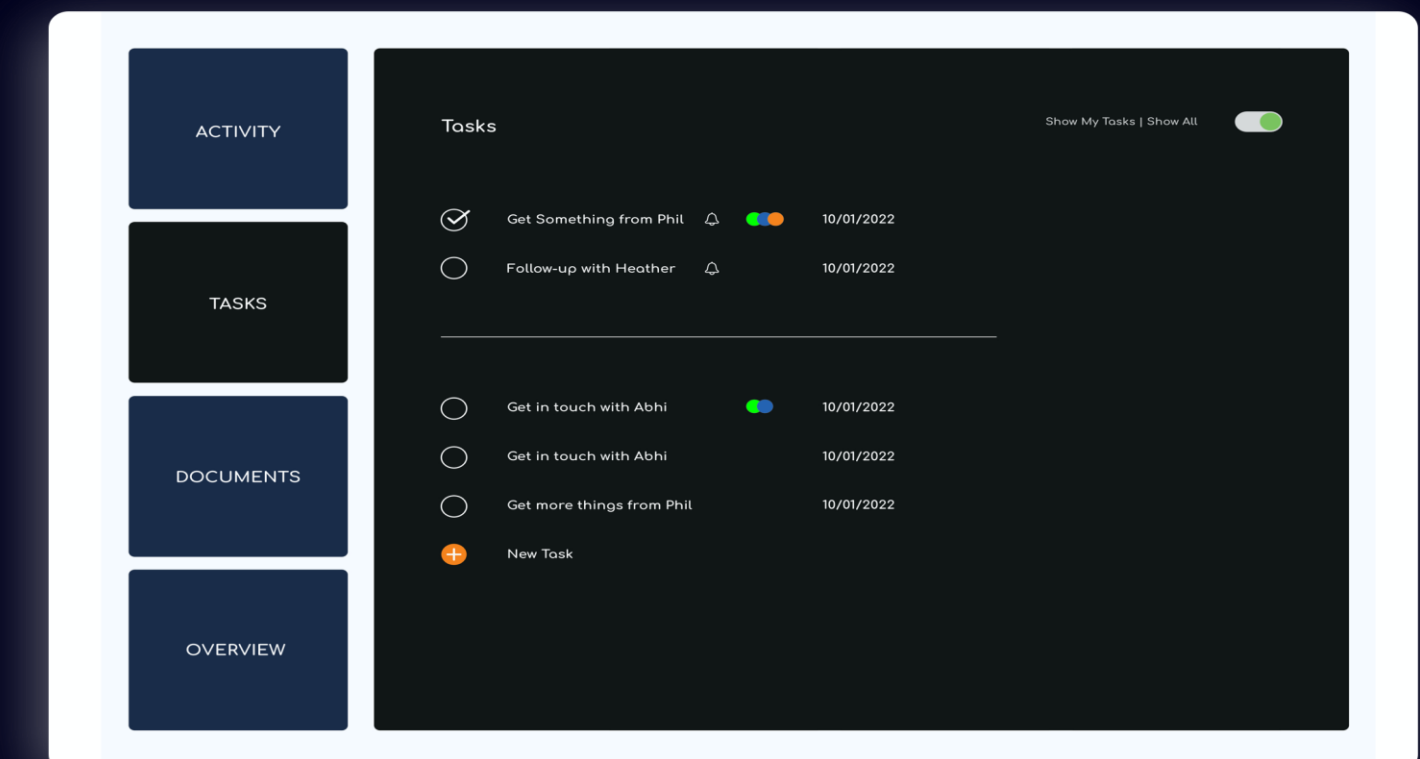 ACTIVITY
TASKS
DOCUMENTS
OVERVIEW
Tasks
Show My Tasks | Show All
Get Something from Phil 10/01/2022
Follow-up with Heather 10/01/2022
Get in touch with Abhi 10/01/2022
Get in touch with Abhi 10/01/2022
Get more things from Phil 10/01/2022
New Task